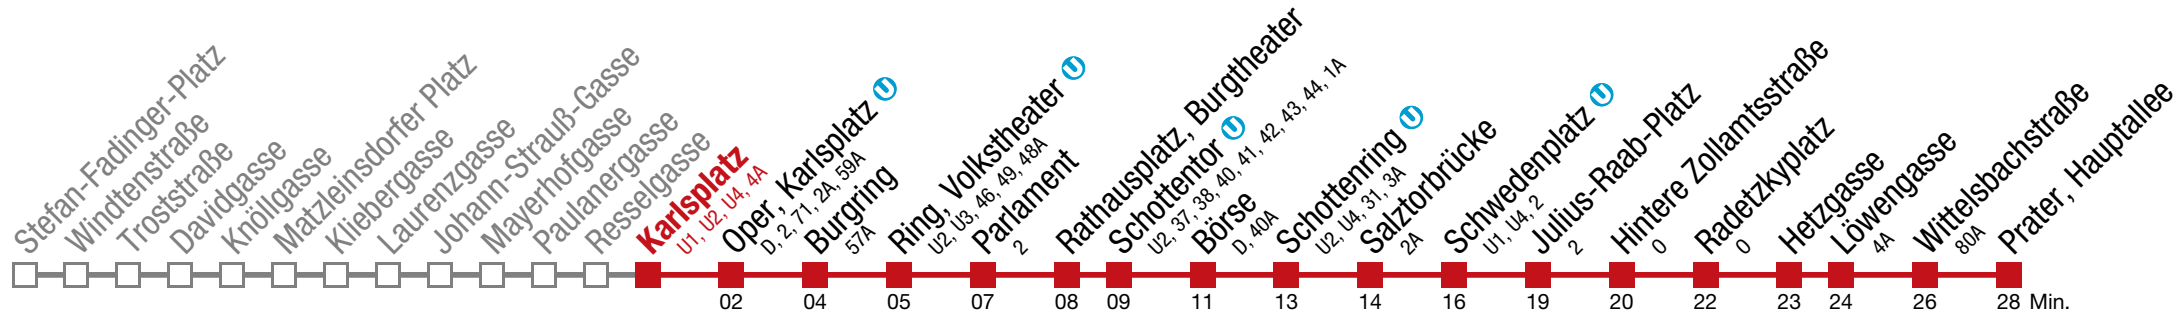 Stefan-Fadinger-Platz
Windtenstraße
Troststraße
Davidgasse
Knöllgasse
Matzleinsdorfer Platz
Kliebergasse
Laurenzgasse
Johann-Strauß-Gasse
Mayerhofgasse
Paulanergasse
Resselgasse
Karlsplatz
U1, U2, U4, 4A
Oper, Karlsplatz U
D, 2, 71, 2A, 59A
Burgring
57A
Ring, Volkstheater U
U2, U3, 46, 49, 48A
Parlament
2
Rathausplatz, Burgtheater
Schottentor U
U2, 37, 38, 40, 41, 42, 43, 44, 1A
Börse
D, 40A
Schottenring U
U2, U4, 31, 3A
Salztorbrücke
2A
Schwedenplatz U
U1, U4, 2
Julius-Raab-Platz
2
Hintere Zollamtsstraße
O
Radetzkyplatz
O
Hetzgasse
Löwengasse
4A
Wittelsbachstraße
80A
Prater, Hauptallee
02 04 05 07 08 09 11 13 14 16 19 20 22 23 24 26 28 Min.